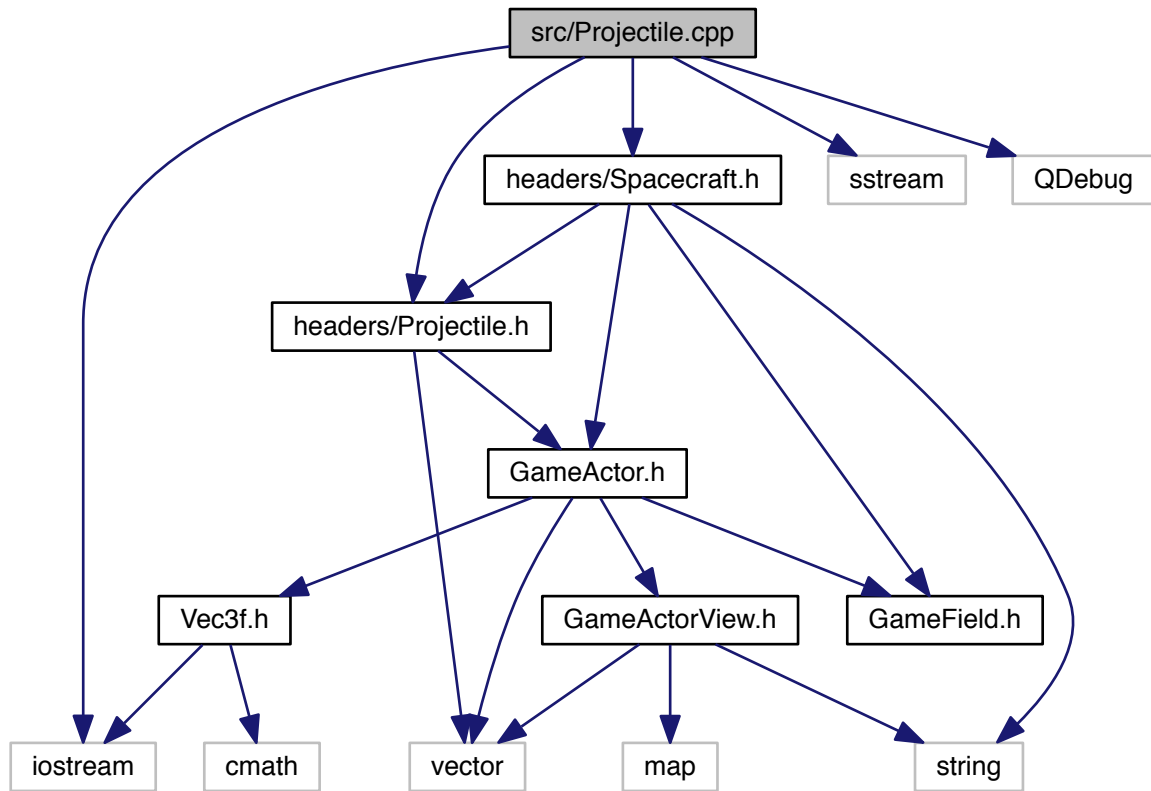 src/Projectile.cpp
headers/Spacecraft.h
sstream
QDebug
headers/Projectile.h
GameActor.h
Vec3f.h
GameActorView.h
GameField.h
iostream
cmath
vector
map
string